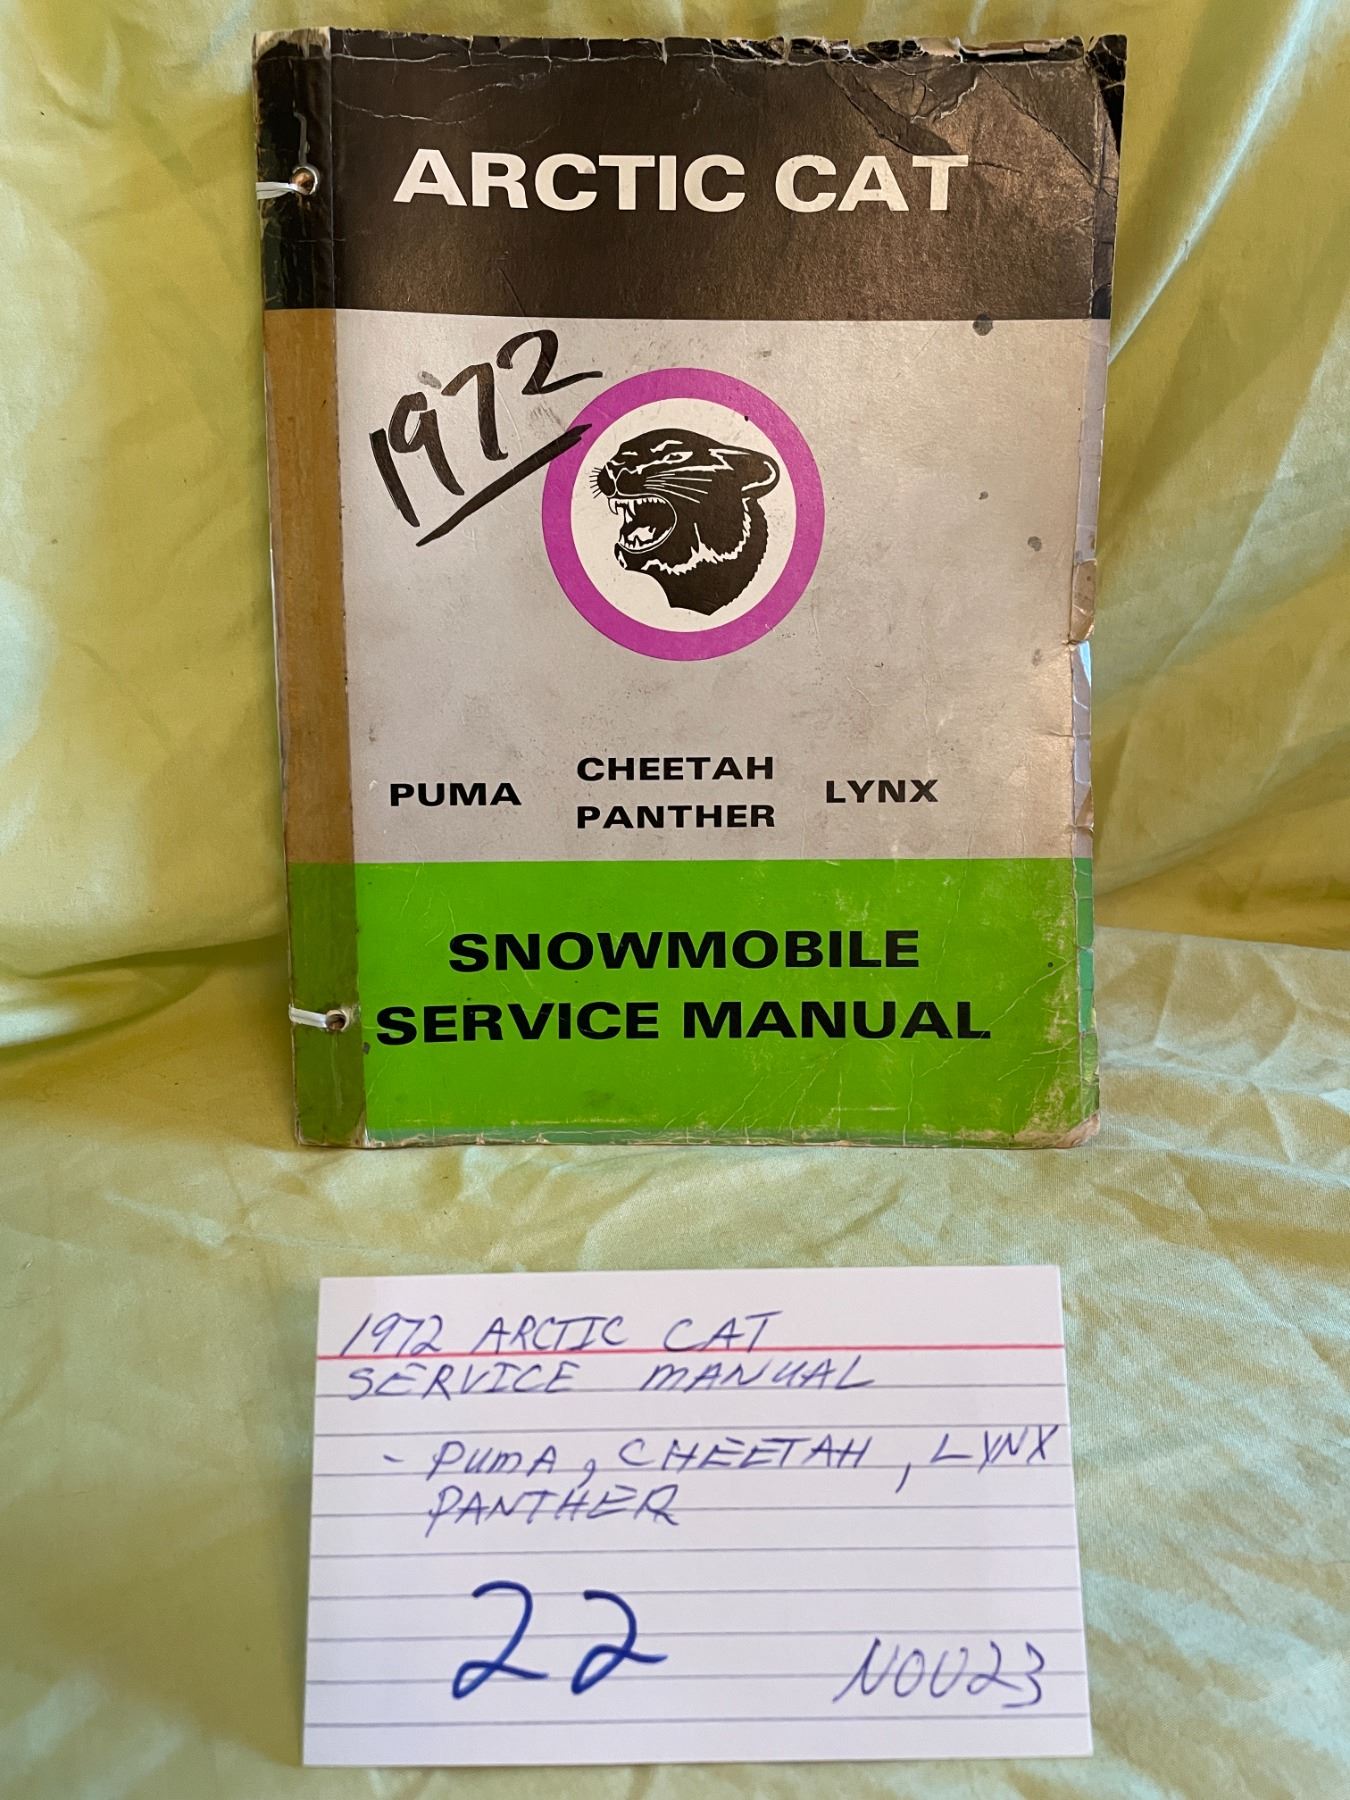 ARCTIC CAT
1972
CHEETAH
PUMA LYNX
PANTHER
SNOWMOBILE
SERVICE MANUAL
1972 ARCTIC CAT
SERVICE MANUAL
- PUMA, CHEETAH, LYNX
PANTHER
22
NOV23